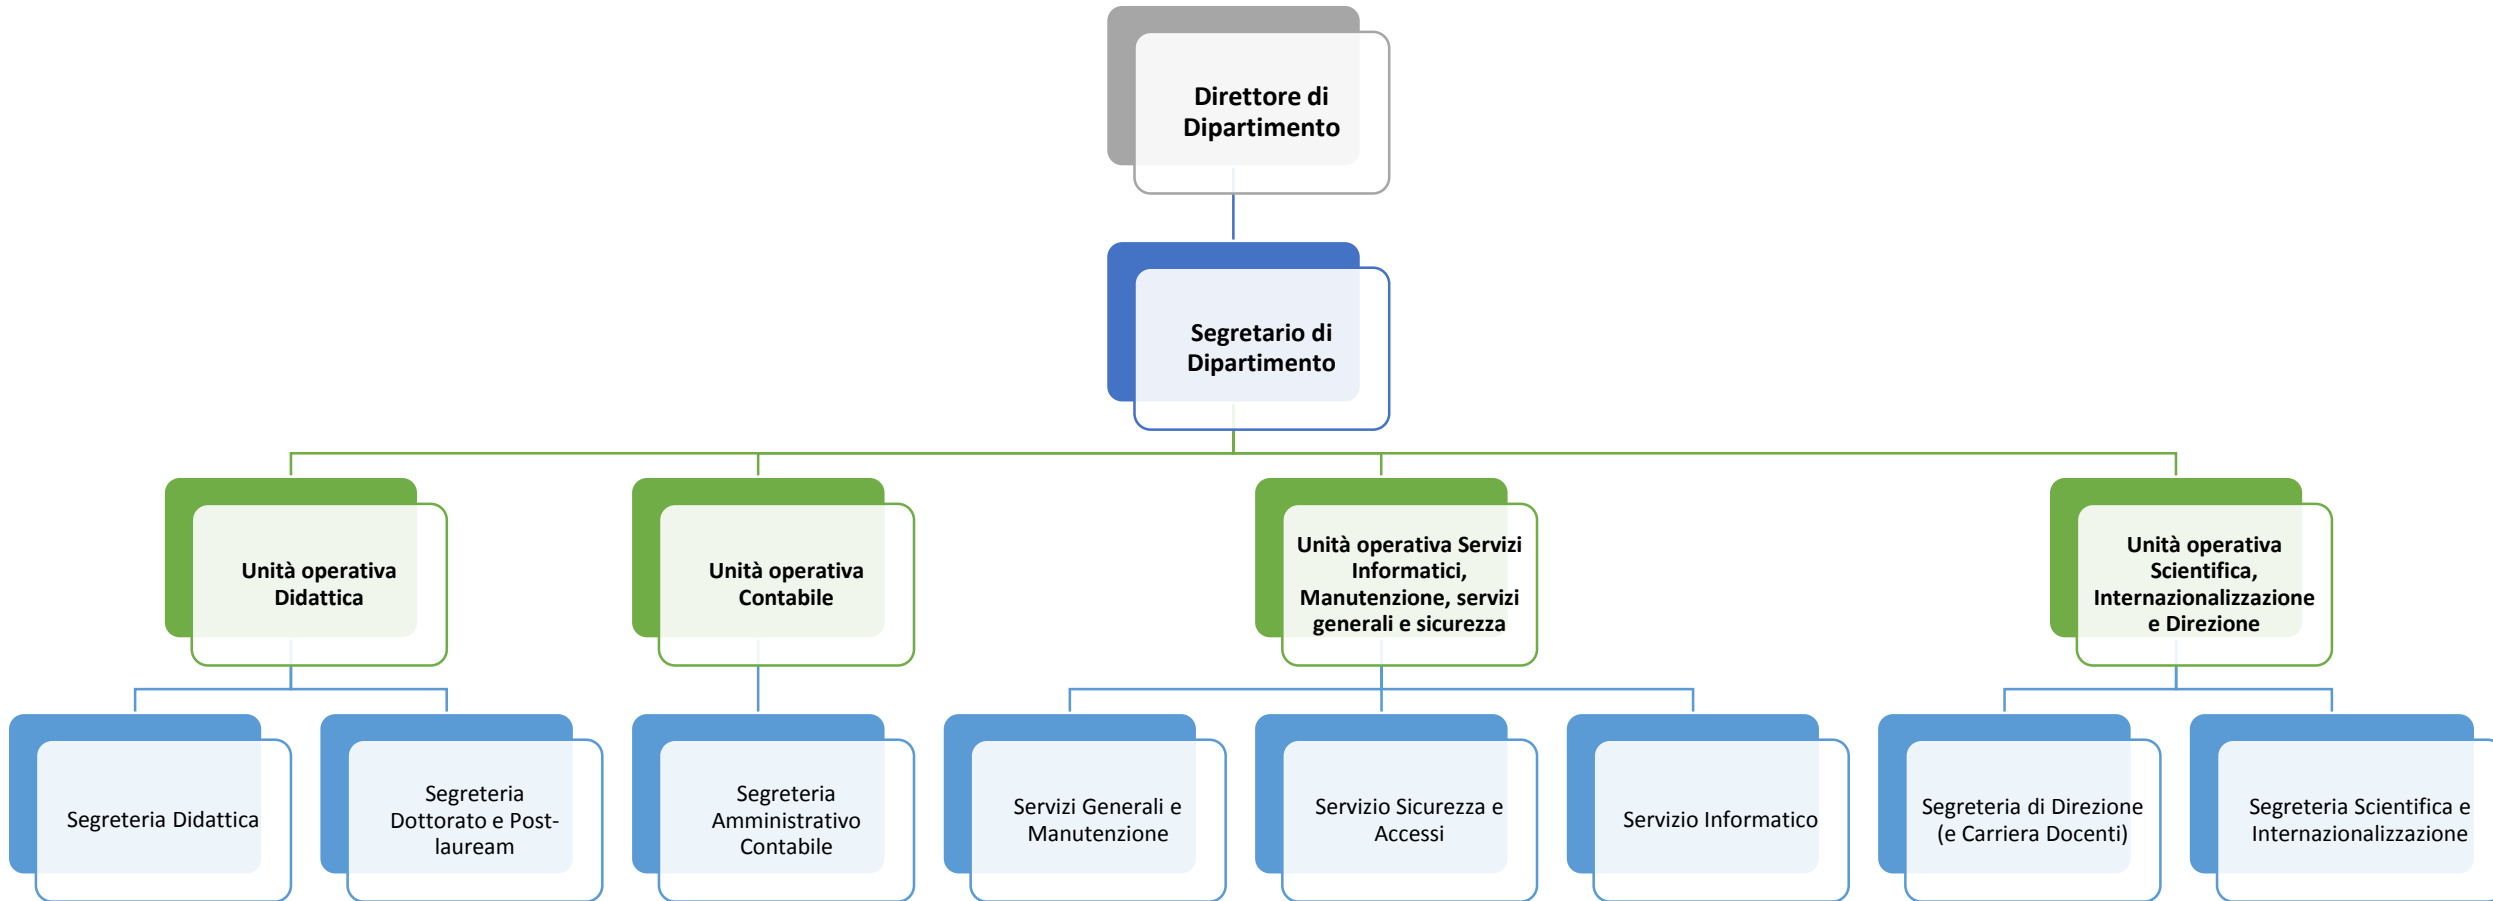 Direttore di
Dipartimento
Segretario di
Dipartimento
Unità operativa
Didattica
Unità operativa
Contabile
Unità operativa Servizi
Informatici,
Manutenzione, servizi
generali e sicurezza
Unità operativa
Scientifica,
Internazionalizzazione
e Direzione
Segreteria Didattica
Segreteria
Dottorato e Post-
lauream
Segreteria
Amministrativo
Contabile
Servizi Generali e
Manutenzione
Servizio Sicurezza e
Accessi
Servizio Informatico
Segreteria di Direzione
(e Carriera Docenti)
Segreteria Scientifica e
Internazionalizzazione